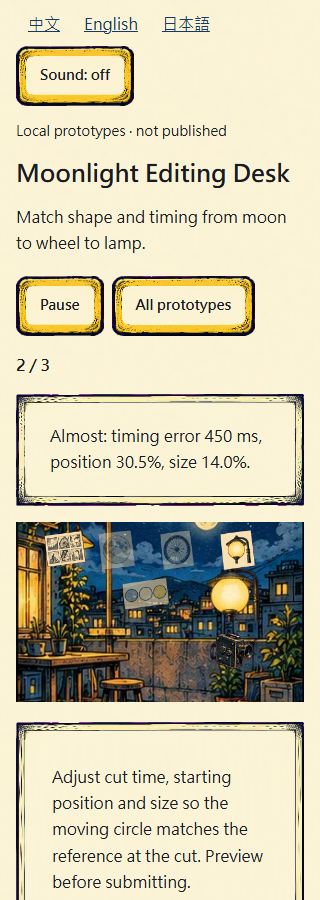 中文 English 日本語
Sound: off
Local prototypes · not published
Moonlight Editing Desk
Match shape and timing from moon
to wheel to lamp.
Pause All prototypes
2 / 3
Almost: timing error 450 ms,
position 30.5%, size 14.0%.
Adjust cut time, starting
position and size so the
moving circle matches the
reference at the cut. Preview
before submitting.